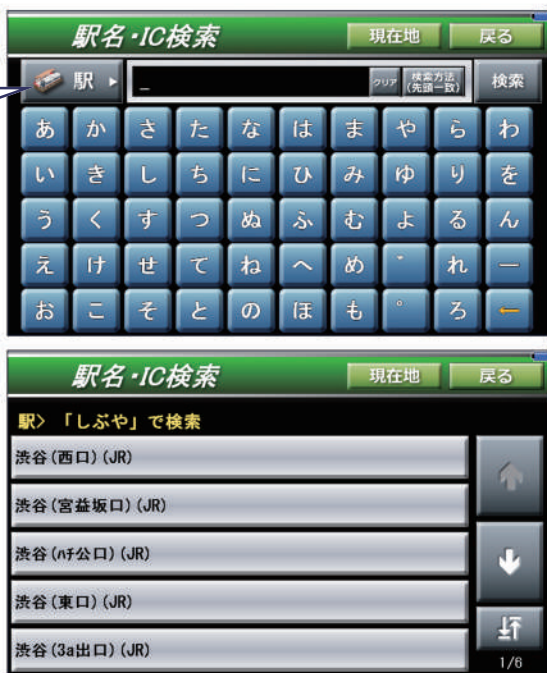 駅名・IC検索 現在地 戻る
駅 ▸ _ クリア 検索方法(先頭一致) 検索
あ か さ た な は ま や ら わ
い き し ち に ひ み ゆ り を
う く す つ ぬ ふ む よ る ん
え け せ て ね へ め ゛ れ ー
お こ そ と の ほ も ゜ ろ ←
駅名・IC検索 現在地 戻る
駅> 「しぶや」で検索
渋谷(西口)(JR)
渋谷(宮益坂口)(JR)
渋谷(ハチ公口)(JR)
渋谷(東口)(JR)
渋谷(3a出口)(JR)
1/6